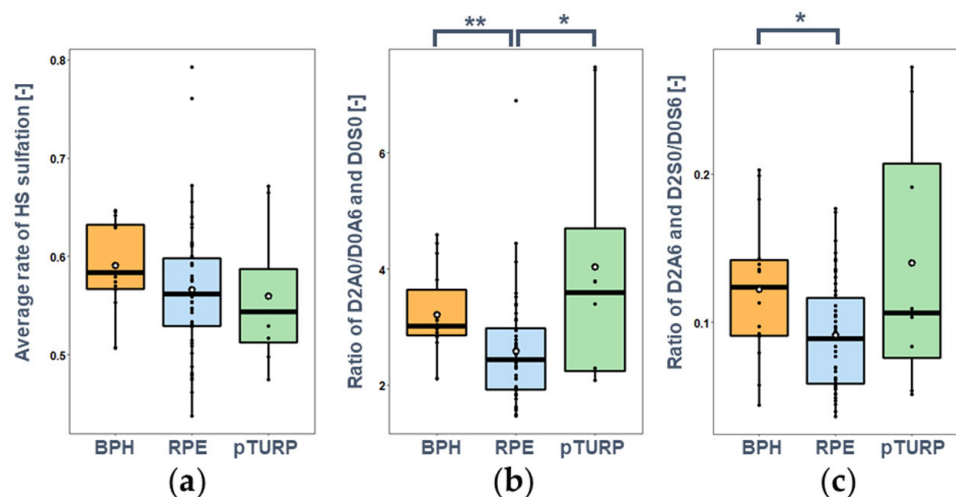 ** *
*
Average rate of HS sulfation [-]
0.8
0.7
0.6
0.5
BPH RPE pTURP
(a)
Ratio of D2A0/D0A6 and D0S0 [-]
6
4
2
BPH RPE pTURP
(b)
Ratio of D2A6 and D2S0/D0S6 [-]
0.2
0.1
BPH RPE pTURP
(c)